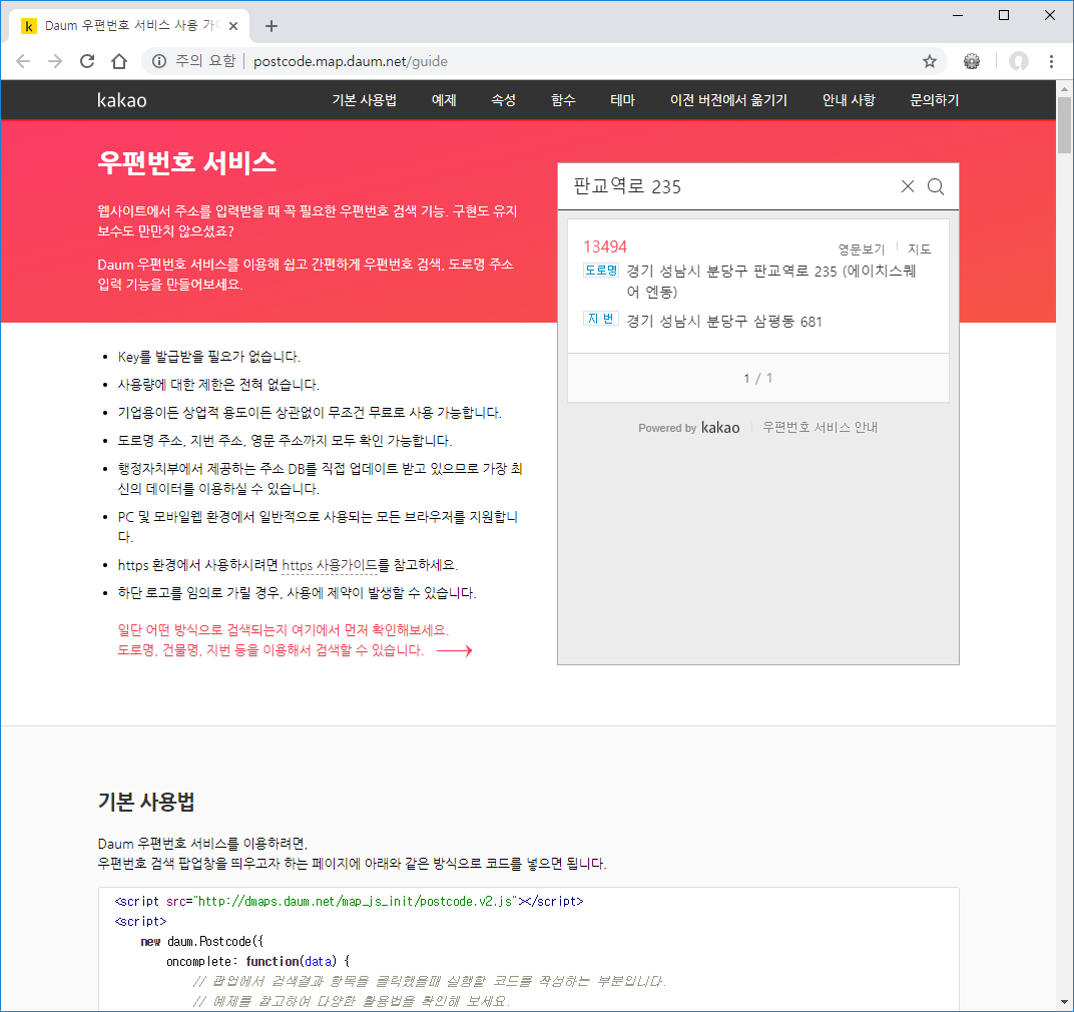 Daum 우편번호 서비스 사용 가
주의 요함
postcode.map.daum.net/guide
kakao
기본 사용법
예제
속성
함수
테마
이전 버전에서 옮기기
안내 사항
문의하기
우편번호 서비스
웹사이트에서 주소를 입력받을 때 꼭 필요한 우편번호 검색 기능. 구현도 유지
보수도 만만치 않으셨죠?
Daum 우편번호 서비스를 이용해 쉽고 간편하게 우편번호 검색, 도로명 주소
입력 기능을 만들어보세요.
판교역로 235
13494
영문보기
지도
도로명 경기 성남시 분당구 판교역로 235 (에이치스퀘
어 엔동)
지 번 경기 성남시 분당구 삼평동 681
1 / 1
Powered by kakao
우편번호 서비스 안내
• Key를 발급받을 필요가 없습니다.
• 사용량에 대한 제한은 전혀 없습니다.
• 기업용이든 상업적 용도이든 상관없이 무조건 무료로 사용 가능합니다.
• 도로명 주소, 지번 주소, 영문 주소까지 모두 확인 가능합니다.
• 행정자치부에서 제공하는 주소 DB를 직접 업데이트 받고 있으므로 가장 최
신의 데이터를 이용하실 수 있습니다.
• PC 및 모바일웹 환경에서 일반적으로 사용되는 모든 브라우저를 지원합니
다.
• https 환경에서 사용하시려면 https 사용가이드를 참고하세요.
• 하단 로고를 임의로 가릴 경우, 사용에 제약이 발생할 수 있습니다.
일단 어떤 방식으로 검색되는지 여기에서 먼저 확인해보세요.
도로명, 건물명, 지번 등을 이용해서 검색할 수 있습니다.
기본 사용법
Daum 우편번호 서비스를 이용하려면,
우편번호 검색 팝업창을 띄우고자 하는 페이지에 아래와 같은 방식으로 코드를 넣으면 됩니다.
<script src="http://dmaps.daum.net/map_js_init/postcode.v2.js"></script>
<script>
new daum.Postcode({
oncomplete: function(data) {
// 팝업에서 검색결과 항목을 클릭했을때 실행할 코드를 작성하는 부분입니다.
// 예제를 참고하여 다양한 활용법을 확인해 보세요.